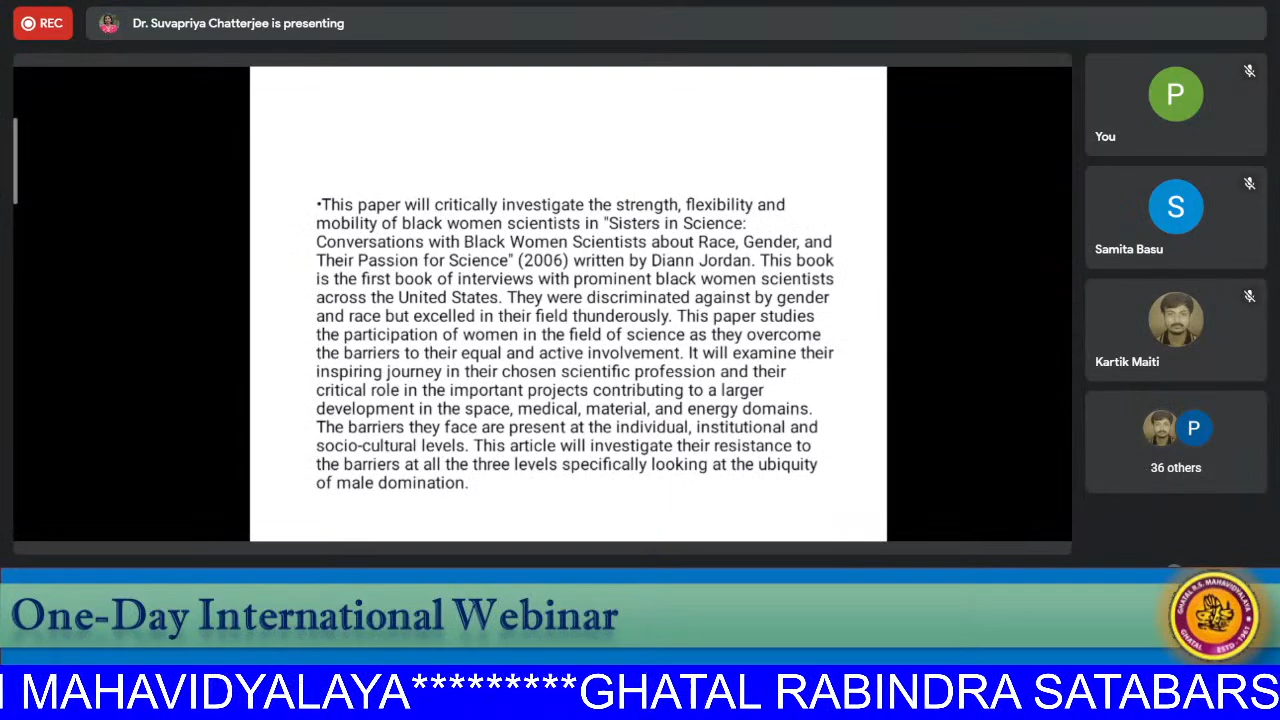 REC
Dr. Suvapriya Chatterjee is presenting
•This paper will critically investigate the strength, flexibility and
mobility of black women scientists in "Sisters in Science:
Conversations with Black Women Scientists about Race, Gender, and
Their Passion for Science" (2006) written by Diann Jordan. This book
is the first book of interviews with prominent black women scientists
across the United States. They were discriminated against by gender
and race but excelled in their field thunderously. This paper studies
the participation of women in the field of science as they overcome
the barriers to their equal and active involvement. It will examine their
inspiring journey in their chosen scientific profession and their
critical role in the important projects contributing to a larger
development in the space, medical, material, and energy domains.
The barriers they face are present at the individual, institutional and
socio-cultural levels. This article will investigate their resistance to
the barriers at all the three levels specifically looking at the ubiquity
of male domination.
P
You
S
Samita Basu
Kartik Maiti
P
36 others
One-Day International Webinar
GHATAL R.S. MAHAVIDYALAYA
GHATAL ESTD - 1961
I MAHAVIDYALAYA*********GHATAL RABINDRA SATABARS